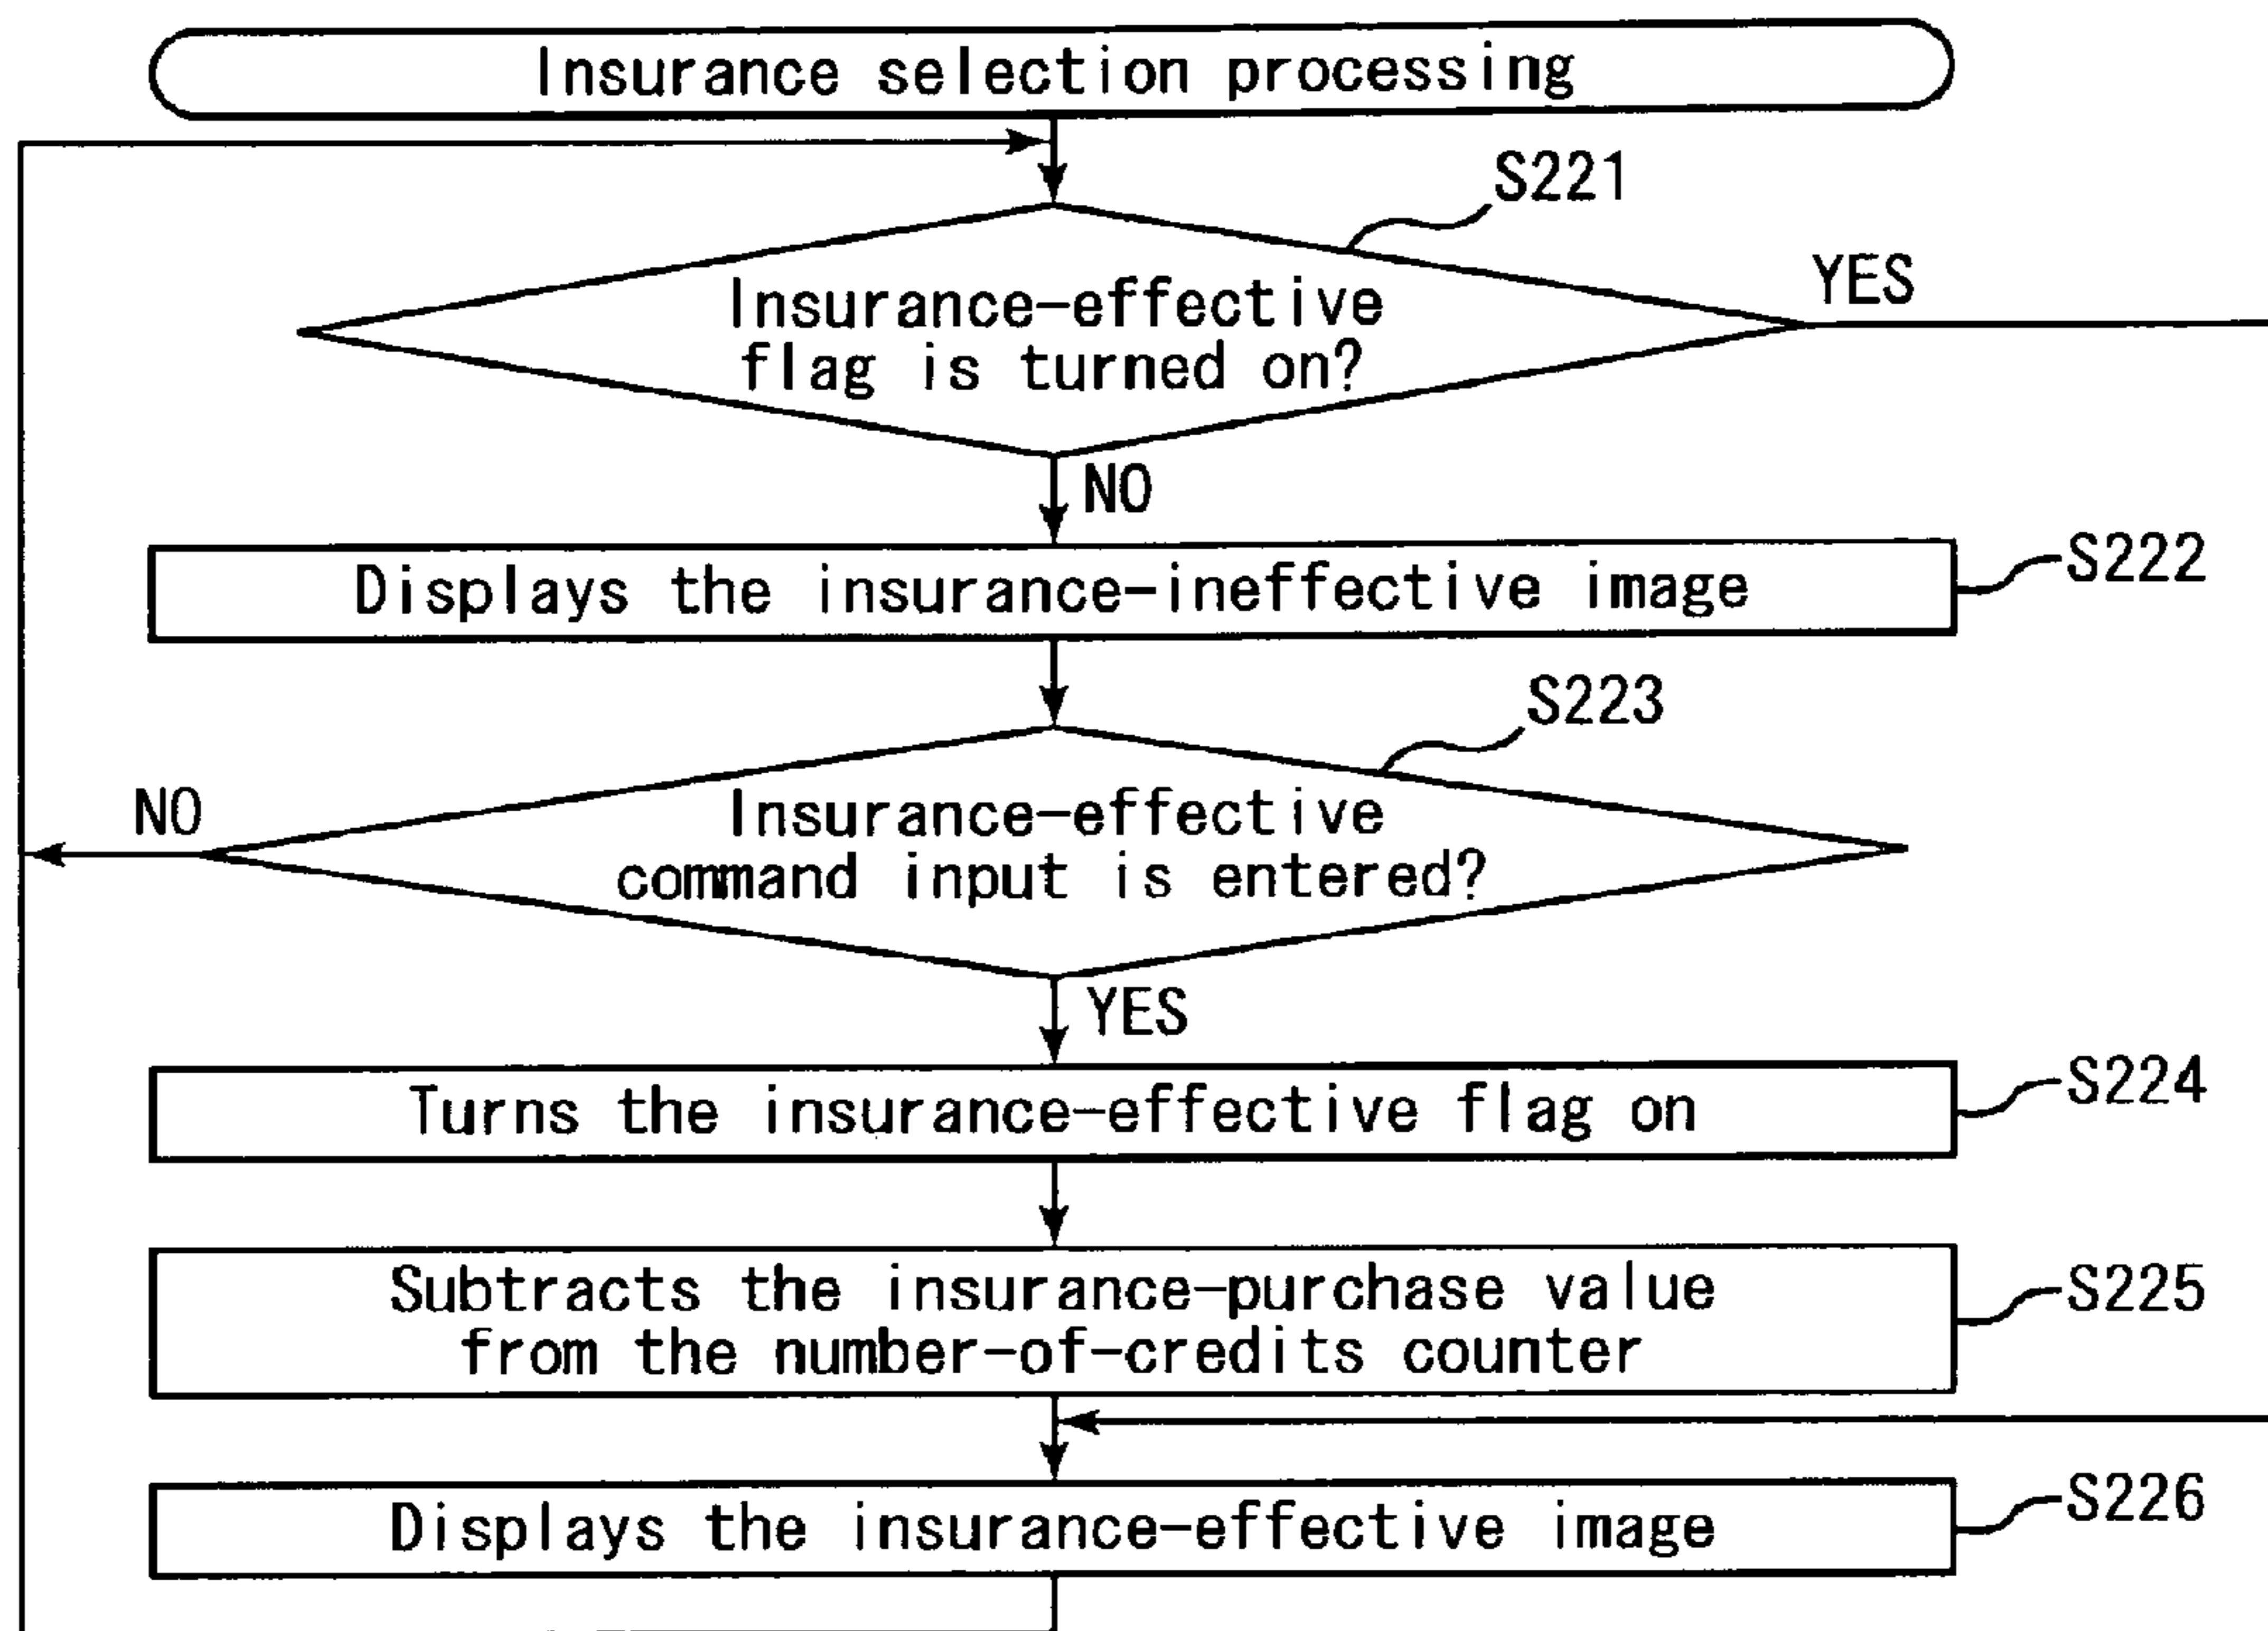 Insurance selection processing
S221
YES
Insurance-effective
flag is turned on?
NO
S222
Displays the insurance-ineffective image
S223
NO
Insurance-effective
command input is entered?
YES
S224
Turns the insurance-effective flag on
S225
Subtracts the insurance-purchase value
from the number-of-credits counter
S226
Displays the insurance-effective image